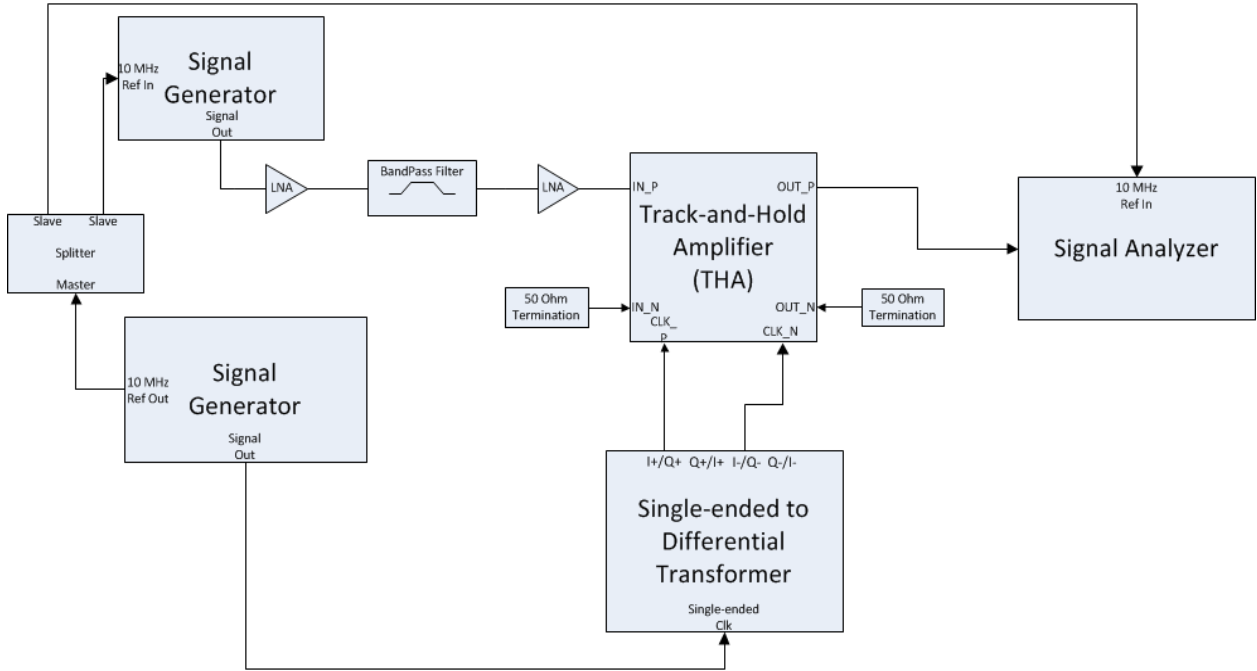 10 MHz
Ref In
Signal
Generator
Signal
Out
LNA
BandPass Filter
LNA
IN_P
OUT_P
Track-and-Hold
Amplifier
(THA)
IN_N
OUT_N
CLK_
P
CLK_N
10 MHz
Ref In
Signal Analyzer
Slave
Slave
Splitter
Master
50 Ohm
Termination
50 Ohm
Termination
10 MHz
Ref Out
Signal
Generator
Signal
Out
I+/Q+
Q+/I+
I-/Q-
Q-/I-
Single-ended to
Differential
Transformer
Single-ended
Clk